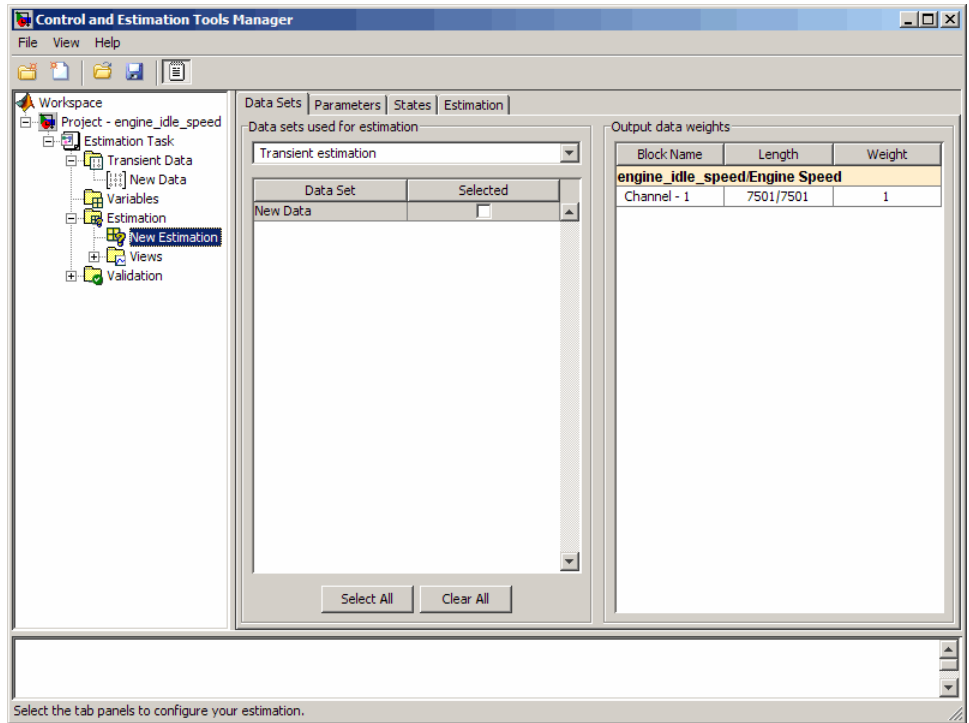 Control and Estimation Tools Manager
File View Help
Workspace
Project - engine_idle_speed
Estimation Task
Transient Data
New Data
Variables
Estimation
New Estimation
Views
Validation
Data Sets Parameters States Estimation
Data sets used for estimation
Transient estimation
Data Set Selected
New Data
Select All Clear All
Output data weights
Block Name Length Weight
engine_idle_speed/Engine Speed
Channel - 1 7501/7501 1
Select the tab panels to configure your estimation.